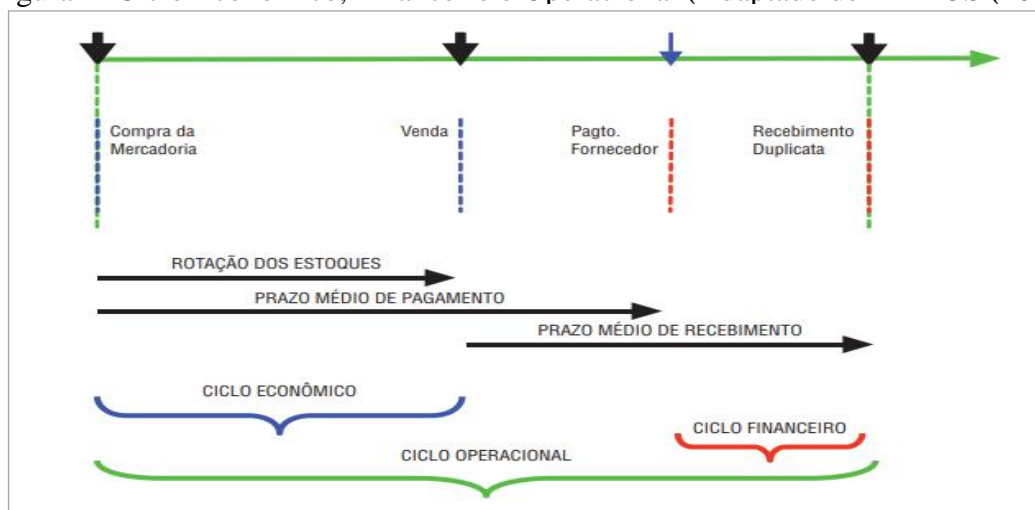 Compra da
Mercadoria
Venda
Pagto.
Fornecedor
Recebimento
Duplicata
ROTAÇÃO DOS ESTOQUES
PRAZO MÉDIO DE PAGAMENTO
PRAZO MÉDIO DE RECEBIMENTO
CICLO ECONÔMICO
CICLO FINANCEIRO
CICLO OPERACIONAL